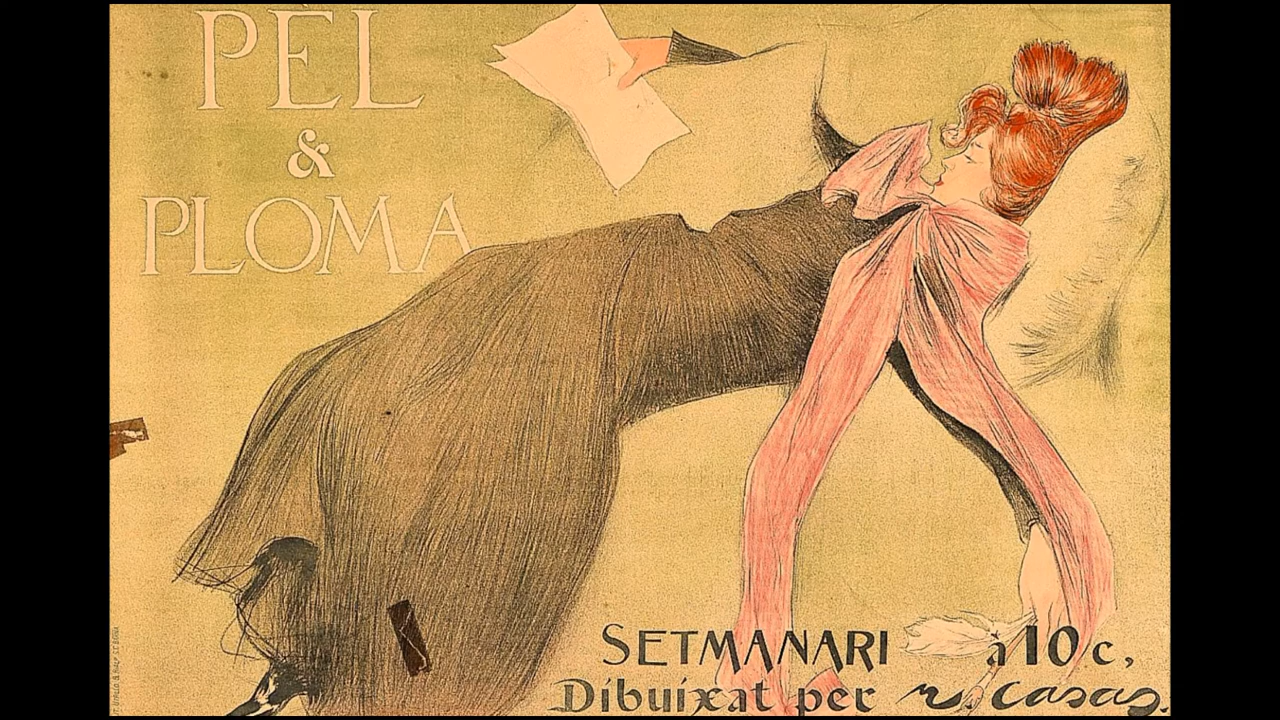 PÈL
&
PLOMA
SETMANARI à 10 c,
Dibuixat per R. Casas.